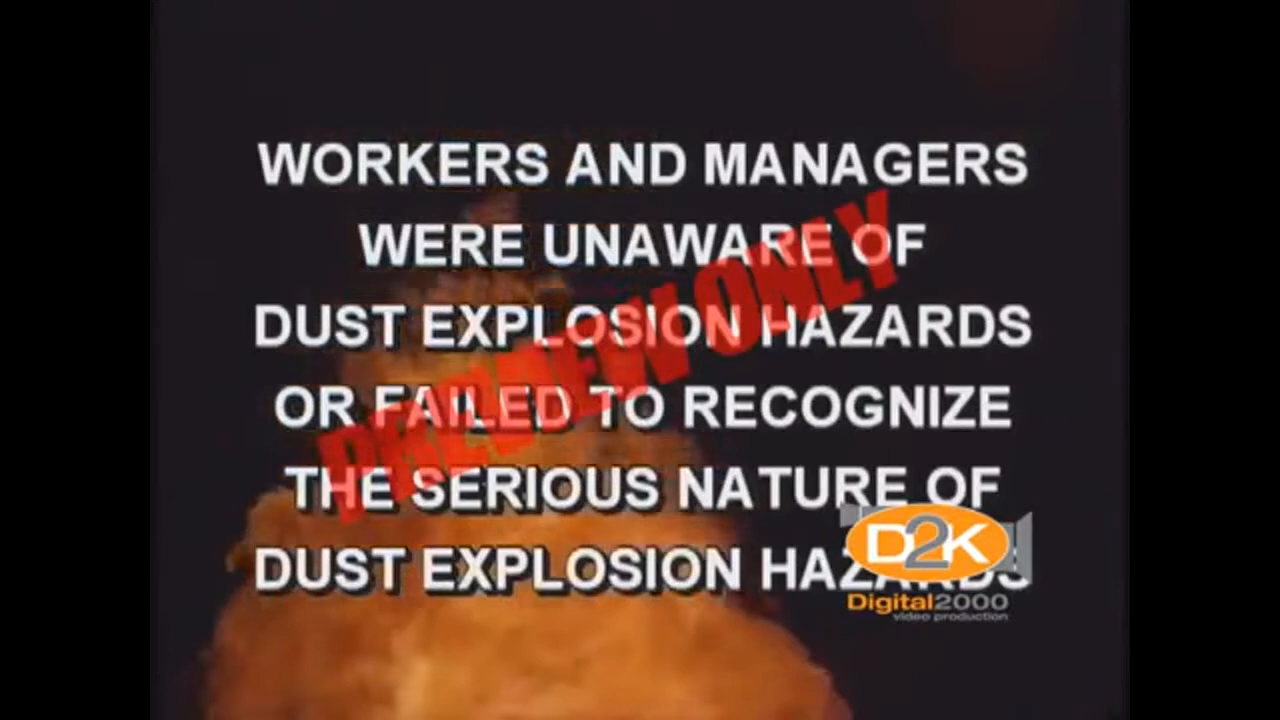 WORKERS AND MANAGERS
WERE UNAWARE OF
DUST EXPLOSION HAZARDS
OR FAILED TO RECOGNIZE
THE SERIOUS NATURE OF
DUST EXPLOSION HAZARDS
PREVIEW ONLY
D2K
Digital2000
video production